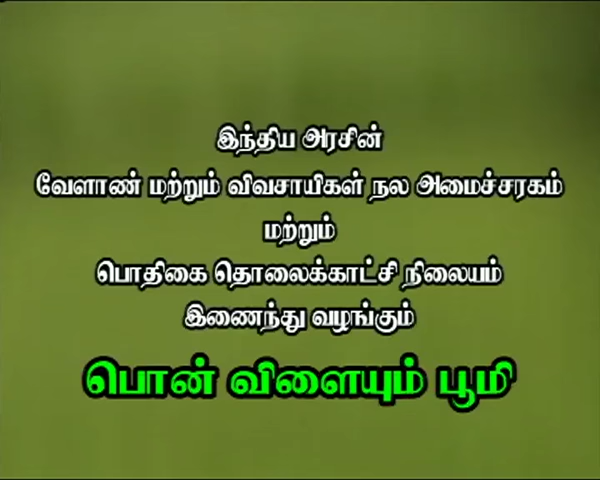 இந்திய அரசின்
வேளாண் மற்றும் விவசாயிகள் நல அமைச்சரகம்
மற்றும்
பொதிகை தொலைக்காட்சி நிலையம்
இணைந்து வழங்கும்
பொன் விளையும் பூமி